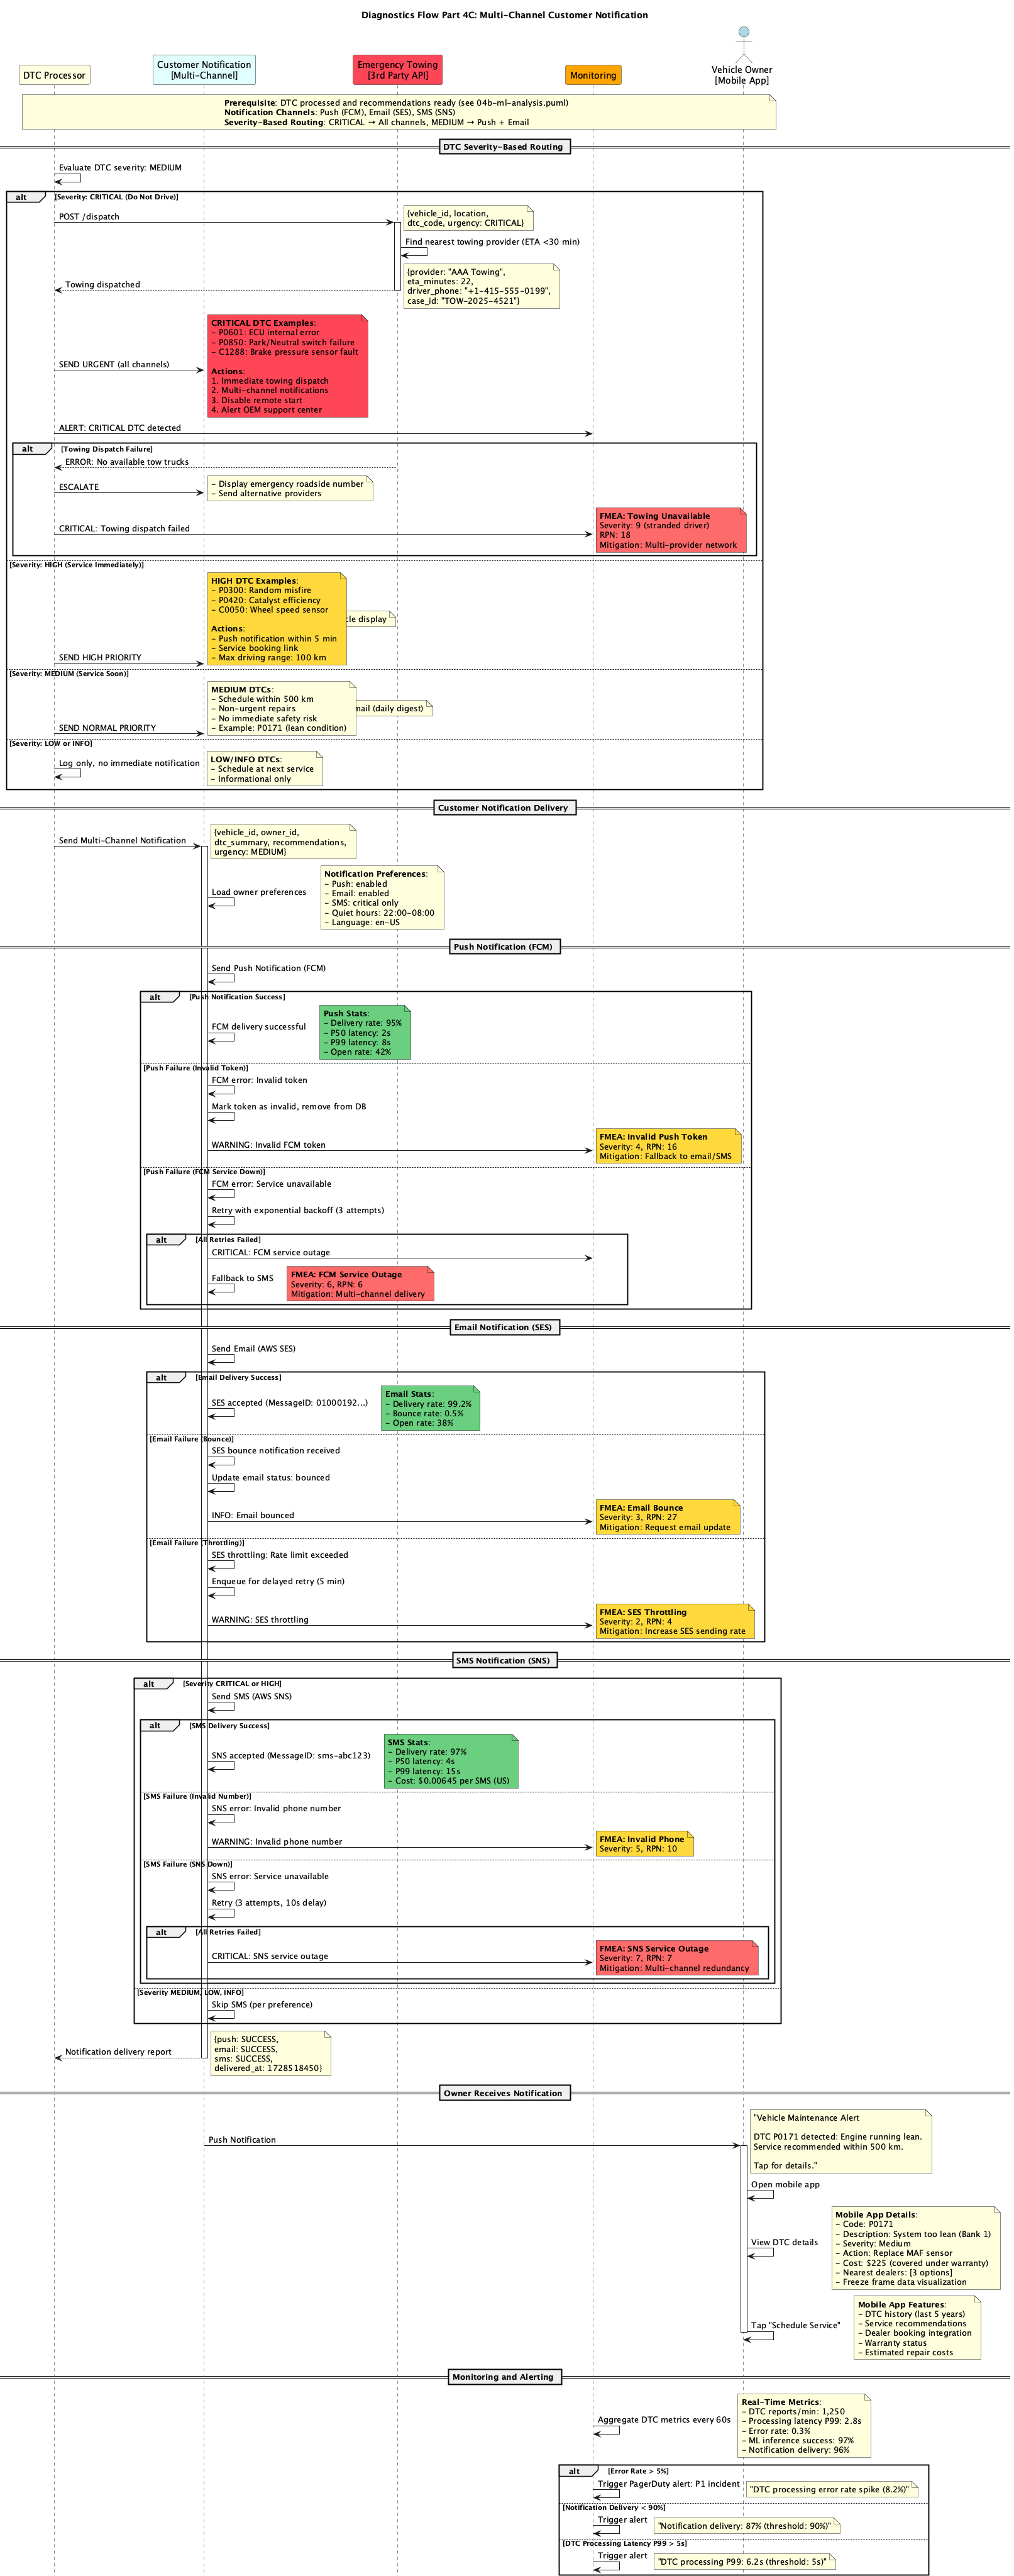 Diagnostics Flow Part 4C: Multi-Channel Customer Notification
DTC Processor
Customer Notification
[Multi-Channel]
Emergency Towing
[3rd Party API]
Monitoring
Vehicle Owner
[Mobile App]
Prerequisite: DTC processed and recommendations ready (see 04b-ml-analysis.puml)
Notification Channels: Push (FCM), Email (SES), SMS (SNS)
Severity-Based Routing: CRITICAL → All channels, MEDIUM → Push + Email
DTC Severity-Based Routing
Evaluate DTC severity: MEDIUM
alt
[Severity: CRITICAL (Do Not Drive)]
POST /dispatch
{vehicle_id, location,
dtc_code, urgency: CRITICAL}
Find nearest towing provider (ETA <30 min)
Towing dispatched
{provider: "AAA Towing",
eta_minutes: 22,
driver_phone: "+1-415-555-0199",
case_id: "TOW-2025-4521"}
SEND URGENT (all channels)
CRITICAL DTC Examples:
- P0601: ECU internal error
- P0850: Park/Neutral switch failure
- C1288: Brake pressure sensor fault
Actions:
1. Immediate towing dispatch
2. Multi-channel notifications
3. Disable remote start
4. Alert OEM support center
ALERT: CRITICAL DTC detected
alt
[Towing Dispatch Failure]
ERROR: No available tow trucks
ESCALATE
- Display emergency roadside number
- Send alternative providers
CRITICAL: Towing dispatch failed
FMEA: Towing Unavailable
Severity: 9 (stranded driver)
RPN: 18
Mitigation: Multi-provider network
[Severity: HIGH (Service Immediately)]
SEND HIGH PRIORITY
HIGH DTC Examples:
- P0300: Random misfire
- P0420: Catalyst efficiency
- C0050: Wheel speed sensor
Actions:
- Push notification within 5 min
- Service booking link
- Max driving range: 100 km
display
[Severity: MEDIUM (Service Soon)]
SEND NORMAL PRIORITY
MEDIUM DTCs:
- Schedule within 500 km
- Non-urgent repairs
- No immediate safety risk
- Example: P0171 (lean condition)
(daily digest)
[Severity: LOW or INFO]
Log only, no immediate notification
LOW/INFO DTCs:
- Schedule at next service
- Informational only
Customer Notification Delivery
Send Multi-Channel Notification
{vehicle_id, owner_id,
dtc_summary, recommendations,
urgency: MEDIUM}
Load owner preferences
Notification Preferences:
- Push: enabled
- Email: enabled
- SMS: critical only
- Quiet hours: 22:00-08:00
- Language: en-US
Push Notification (FCM)
Send Push Notification (FCM)
alt
[Push Notification Success]
FCM delivery successful
Push Stats:
- Delivery rate: 95%
- P50 latency: 2s
- P99 latency: 8s
- Open rate: 42%
[Push Failure (Invalid Token)]
FCM error: Invalid token
Mark token as invalid, remove from DB
WARNING: Invalid FCM token
FMEA: Invalid Push Token
Severity: 4, RPN: 16
Mitigation: Fallback to email/SMS
[Push Failure (FCM Service Down)]
FCM error: Service unavailable
Retry with exponential backoff (3 attempts)
alt
[All Retries Failed]
CRITICAL: FCM service outage
Fallback to SMS
FMEA: FCM Service Outage
Severity: 6, RPN: 6
Mitigation: Multi-channel delivery
Email Notification (SES)
Send Email (AWS SES)
alt
[Email Delivery Success]
SES accepted (MessageID: 01000192...)
Email Stats:
- Delivery rate: 99.2%
- Bounce rate: 0.5%
- Open rate: 38%
[Email Failure (Bounce)]
SES bounce notification received
Update email status: bounced
INFO: Email bounced
FMEA: Email Bounce
Severity: 3, RPN: 27
Mitigation: Request email update
[Email Failure (Throttling)]
SES throttling: Rate limit exceeded
Enqueue for delayed retry (5 min)
WARNING: SES throttling
FMEA: SES Throttling
Severity: 2, RPN: 4
Mitigation: Increase SES sending rate
SMS Notification (SNS)
alt
[Severity CRITICAL or HIGH]
Send SMS (AWS SNS)
alt
[SMS Delivery Success]
SNS accepted (MessageID: sms-abc123)
SMS Stats:
- Delivery rate: 97%
- P50 latency: 4s
- P99 latency: 15s
- Cost: $0.00645 per SMS (US)
[SMS Failure (Invalid Number)]
SNS error: Invalid phone number
WARNING: Invalid phone number
FMEA: Invalid Phone
Severity: 5, RPN: 10
[SMS Failure (SNS Down)]
SNS error: Service unavailable
Retry (3 attempts, 10s delay)
alt
[All Retries Failed]
CRITICAL: SNS service outage
FMEA: SNS Service Outage
Severity: 7, RPN: 7
Mitigation: Multi-channel redundancy
[Severity MEDIUM, LOW, INFO]
Skip SMS (per preference)
Notification delivery report
{push: SUCCESS,
email: SUCCESS,
sms: SUCCESS,
delivered_at: 1728518450}
Owner Receives Notification
Push Notification
"Vehicle Maintenance Alert
DTC P0171 detected: Engine running lean.
Service recommended within 500 km.
Tap for details."
Open mobile app
View DTC details
Mobile App Details:
- Code: P0171
- Description: System too lean (Bank 1)
- Severity: Medium
- Action: Replace MAF sensor
- Cost: $225 (covered under warranty)
- Nearest dealers: [3 options]
- Freeze frame data visualization
Tap "Schedule Service"
Mobile App Features:
- DTC history (last 5 years)
- Service recommendations
- Dealer booking integration
- Warranty status
- Estimated repair costs
Monitoring and Alerting
Aggregate DTC metrics every 60s
Real-Time Metrics:
- DTC reports/min: 1,250
- Processing latency P99: 2.8s
- Error rate: 0.3%
- ML inference success: 97%
- Notification delivery: 96%
alt
[Error Rate > 5%]
Trigger PagerDuty alert: P1 incident
"DTC processing error rate spike (8.2%)"
[Notification Delivery < 90%]
Trigger alert
"Notification delivery: 87% (threshold: 90%)"
[DTC Processing Latency P99 > 5s]
Trigger alert
"DTC processing P99: 6.2s (threshold: 5s)"